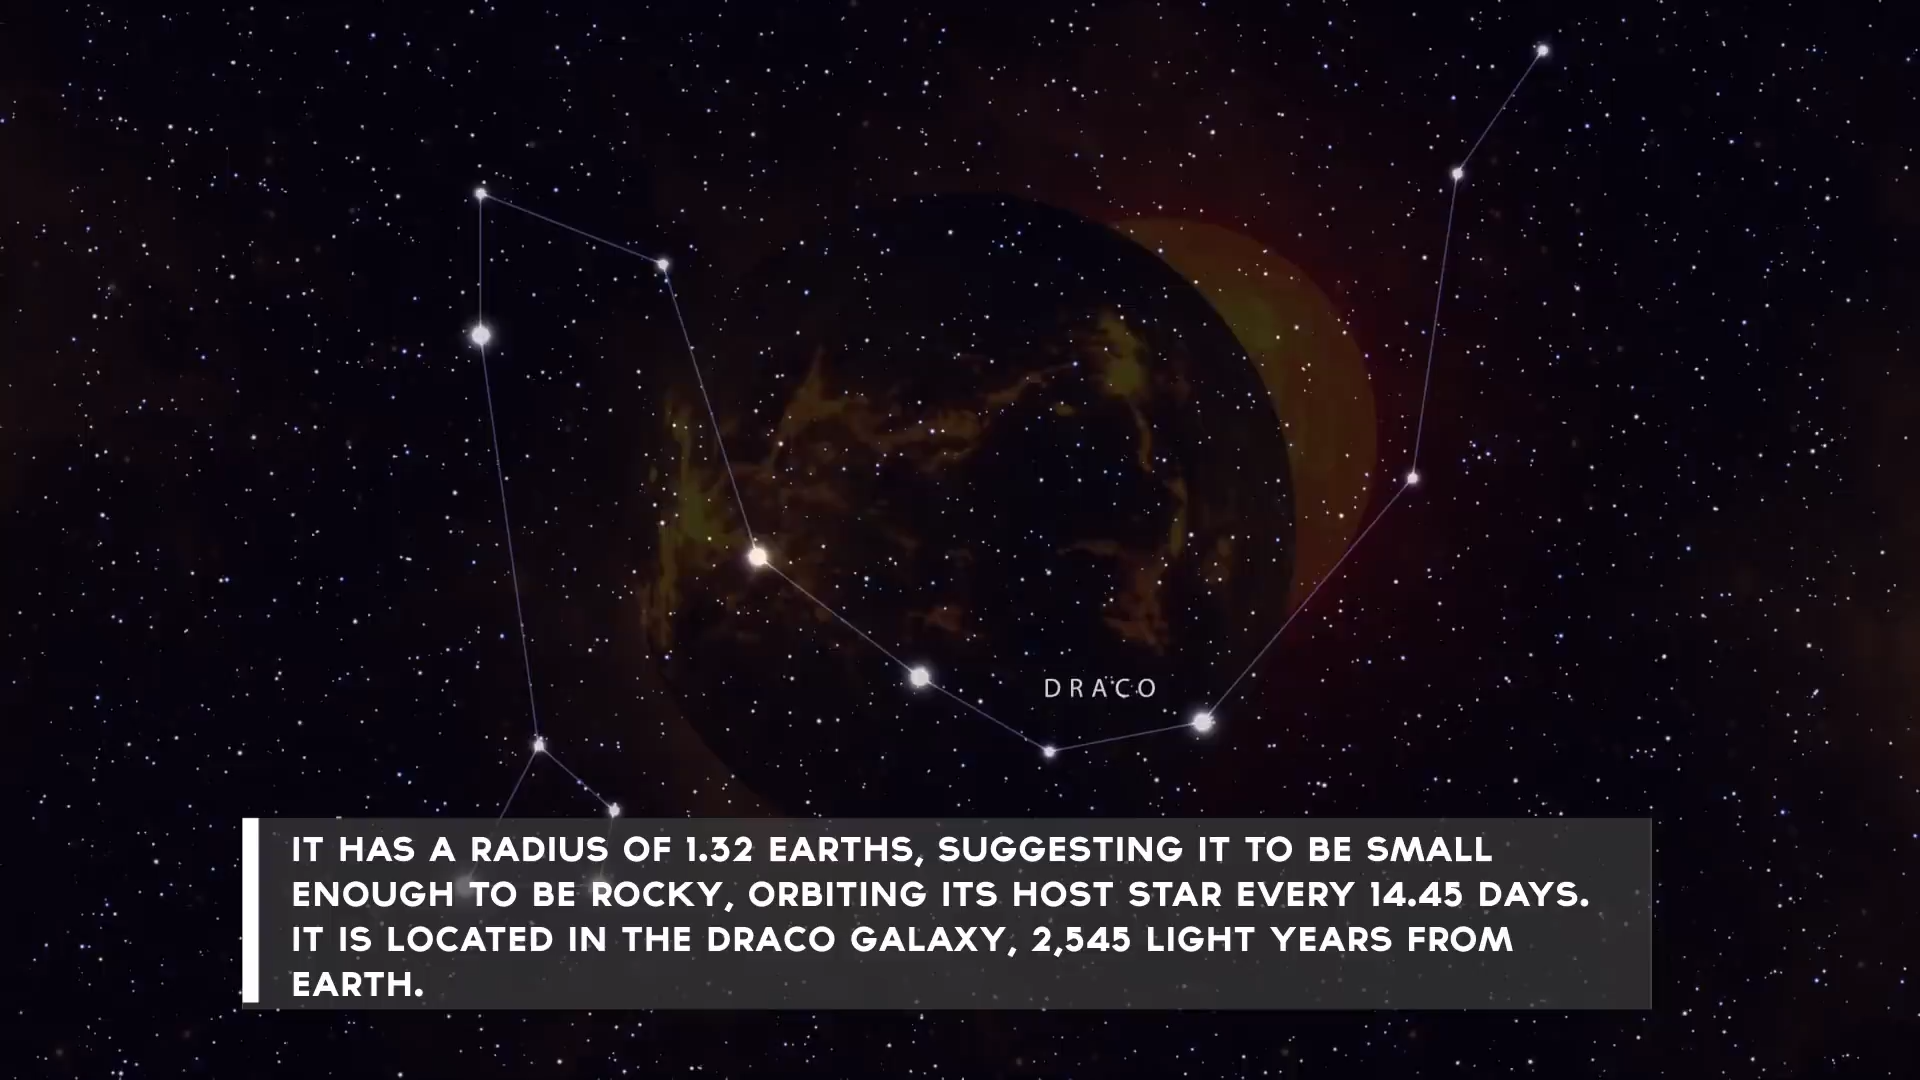 DRACO
IT HAS A RADIUS OF 1.32 EARTHS, SUGGESTING IT TO BE SMALL
ENOUGH TO BE ROCKY, ORBITING ITS HOST STAR EVERY 14.45 DAYS.
IT IS LOCATED IN THE DRACO GALAXY, 2,545 LIGHT YEARS FROM
EARTH.